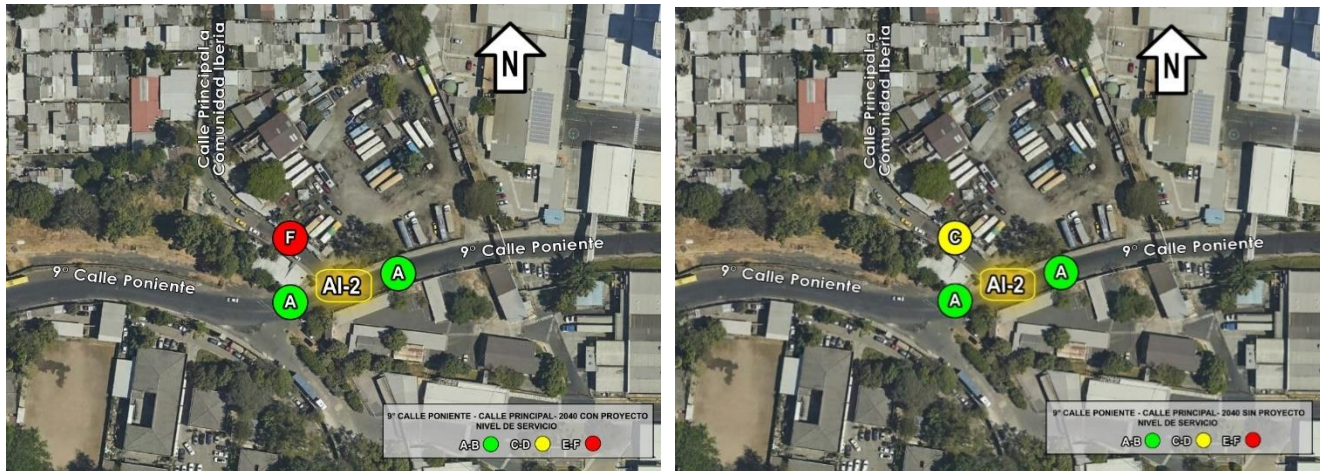 N
Calle Principal a
Comunidad Iberia
F
9° Calle Poniente
A
9° Calle Poniente
AI-2
A
9° CALLE PONIENTE - CALLE PRINCIPAL- 2040 CON PROYECTO
NIVEL DE SERVICIO
A-B C-D E-F
N
Calle Principal a
Comunidad Iberia
C
9° Calle Poniente
A
9° Calle Poniente
AI-2
A
9° CALLE PONIENTE - CALLE PRINCIPAL- 2040 SIN PROYECTO
NIVEL DE SERVICIO
A-B C-D E-F